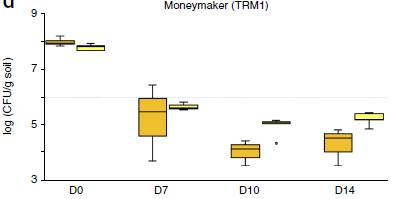 d
Moneymaker (TRM1)
log (CFU/g soil)
9
7
5
3
D0 D7 D10 D14